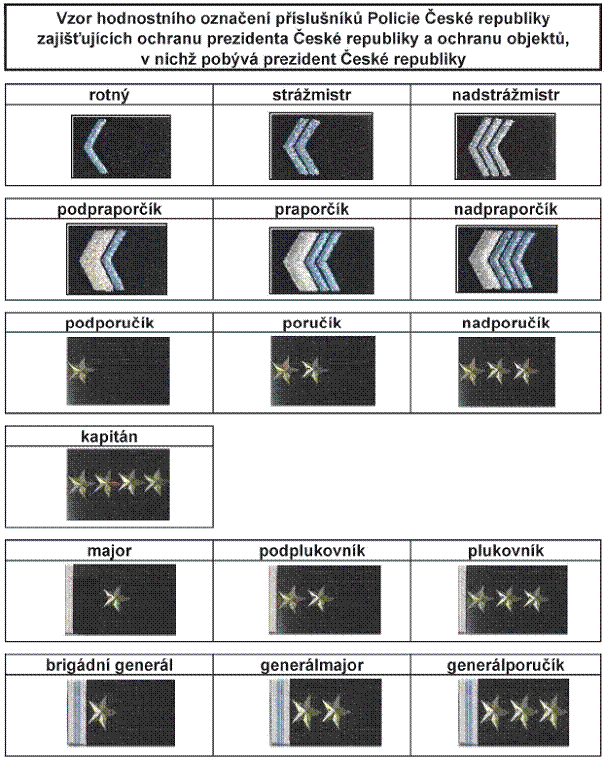 Vzor hodnostního označení příslušníků Policie České republiky
zajišťujících ochranu prezidenta České republiky a ochranu objektů,
v nichž pobývá prezident České republiky
rotný strážmistr nadstrážmistr
podpraporčík praporčík nadpraporčík
podporučík poručík nadporučík
kapitán
major podplukovník plukovník
brigádní generál generálmajor generálporučík